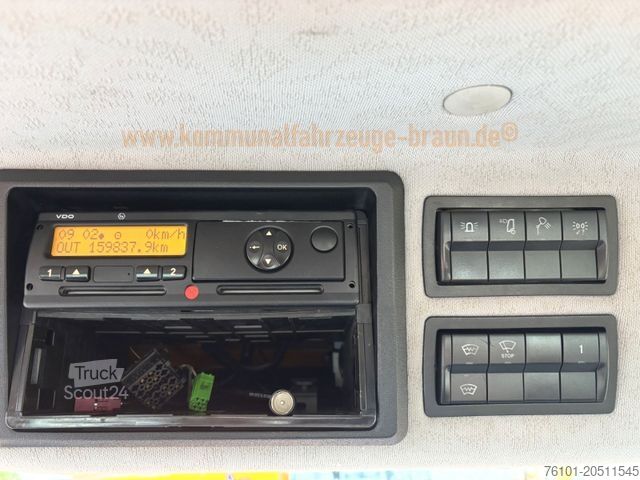 www.kommunalfahrzeuge-braun.de©
VDO
09 02 0km/h
OUT 159837.9km
1
OK
2
STOP
1
Truck
Scout24
76101-20511545